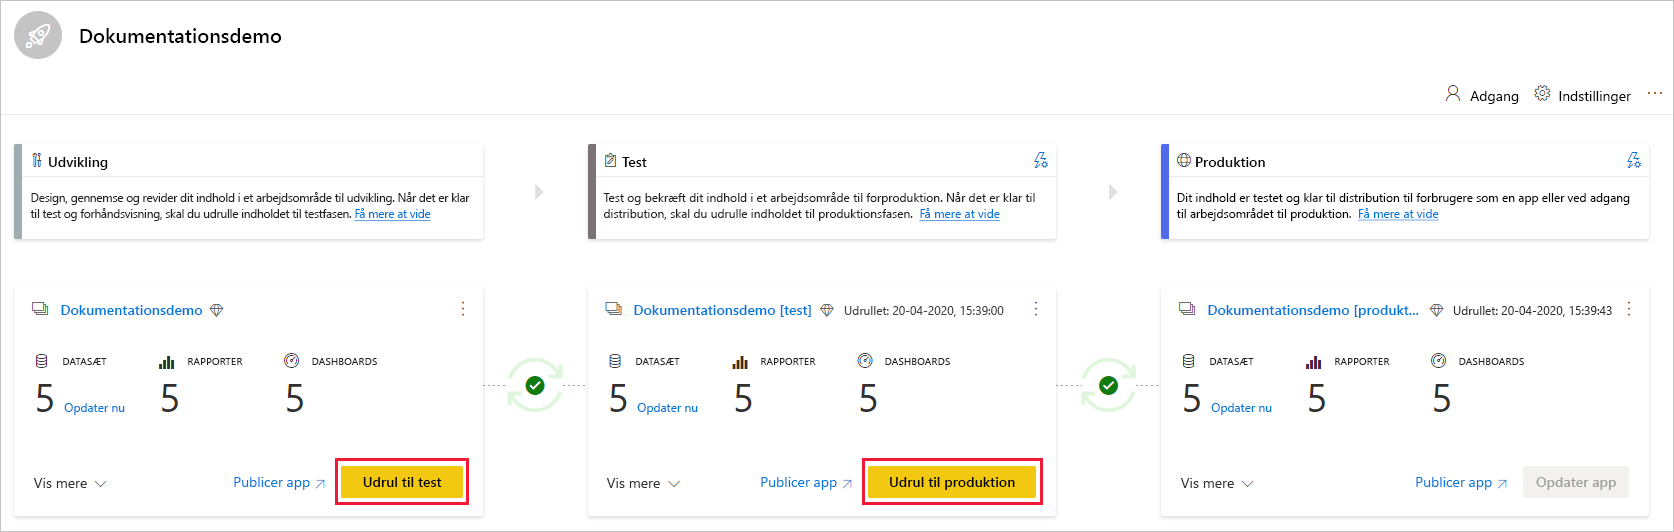 Dokumentationsdemo
Adgang
Indstillinger
Udvikling
Design, gennemse og revider dit indhold i et arbejdsområde til udvikling. Når det er klar
til test og forhåndsvisning, skal du udrulle indholdet til testfasen. Få mere at vide
Test
Test og bekræft dit indhold i et arbejdsområde til forproduktion. Når det er klar til
distribution, skal du udrulle indholdet til produktionsfasen. Få mere at vide
Produktion
Dit indhold er testet og klar til distribution til forbrugere som en app eller ved adgang
til arbejdsområdet til produktion. Få mere at vide
Dokumentationsdemo
DATASÆT RAPPORTER DASHBOARDS
5 Opdater nu 5 5
Vis mere Publicer app Udrul til test
Dokumentationsdemo [test] Udrullet: 20-04-2020, 15:39:00
DATASÆT RAPPORTER DASHBOARDS
5 Opdater nu 5 5
Vis mere Publicer app Udrul til produktion
Dokumentationsdemo [produkt... Udrullet: 20-04-2020, 15:39:43
DATASÆT RAPPORTER DASHBOARDS
5 Opdater nu 5 5
Vis mere Publicer app Opdater app